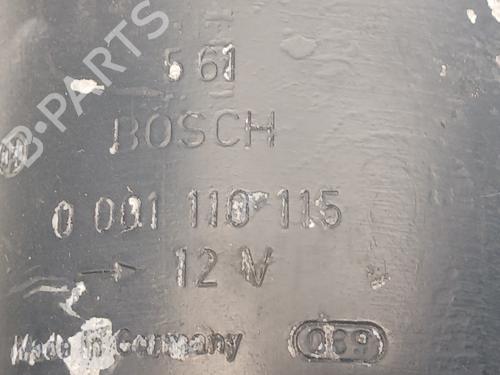 B-PARTS
561
BOSCH
0 001 110 115
→ 12 V
Made in Germany 089